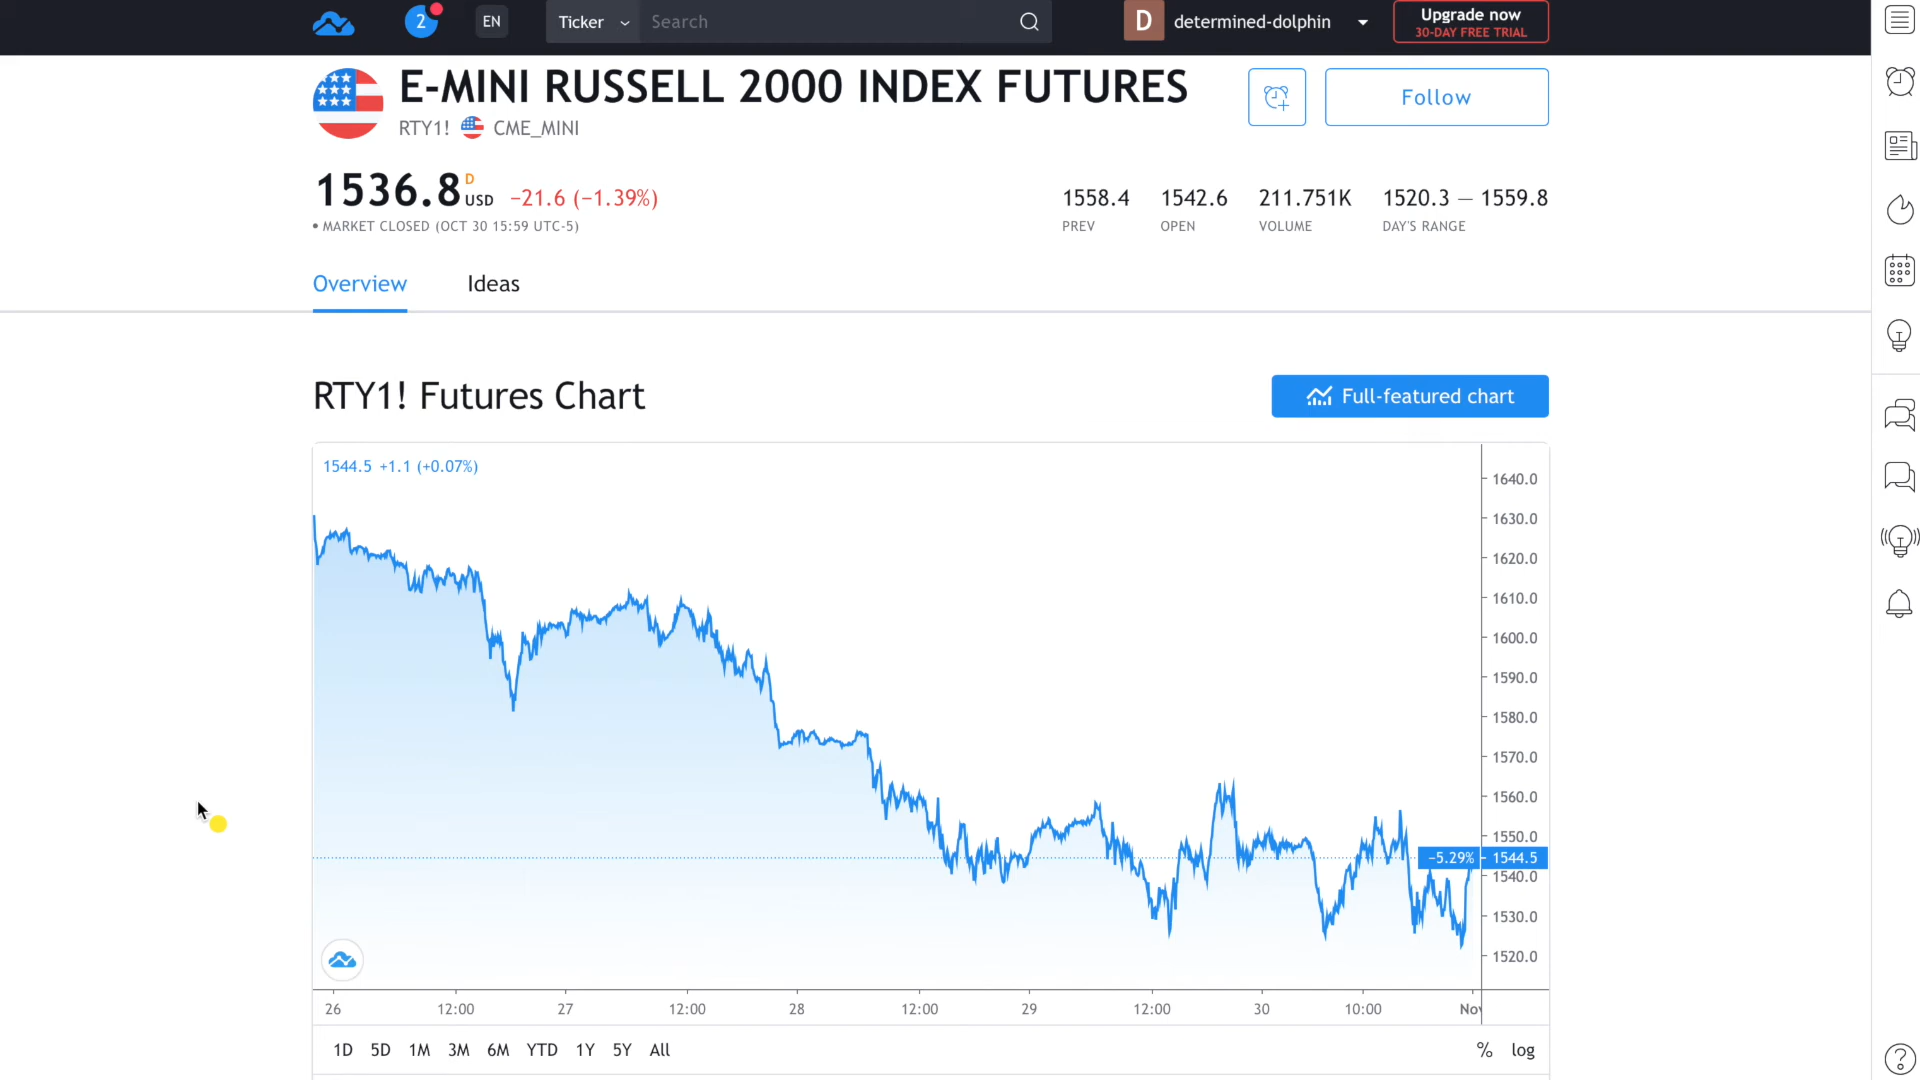 2
EN
Ticker
Search
D
determined-dolphin
Upgrade now
30-DAY FREE TRIAL
E-MINI RUSSELL 2000 INDEX FUTURES
RTY1! CME_MINI
Follow
1536.8 D USD −21.6 (−1.39%)
• MARKET CLOSED (OCT 30 15:59 UTC-5)
1558.4 1542.6 211.751K 1520.3 — 1559.8
PREV OPEN VOLUME DAY'S RANGE
Overview Ideas
RTY1! Futures Chart
Full-featured chart
1544.5 +1.1 (+0.07%)
1640.0
1630.0
1620.0
1610.0
1600.0
1590.0
1580.0
1570.0
1560.0
1550.0
−5.29% 1544.5
1540.0
1530.0
1520.0
26 12:00 27 12:00 28 12:00 29 12:00 30 10:00 Nov
1D 5D 1M 3M 6M YTD 1Y 5Y All % log
?